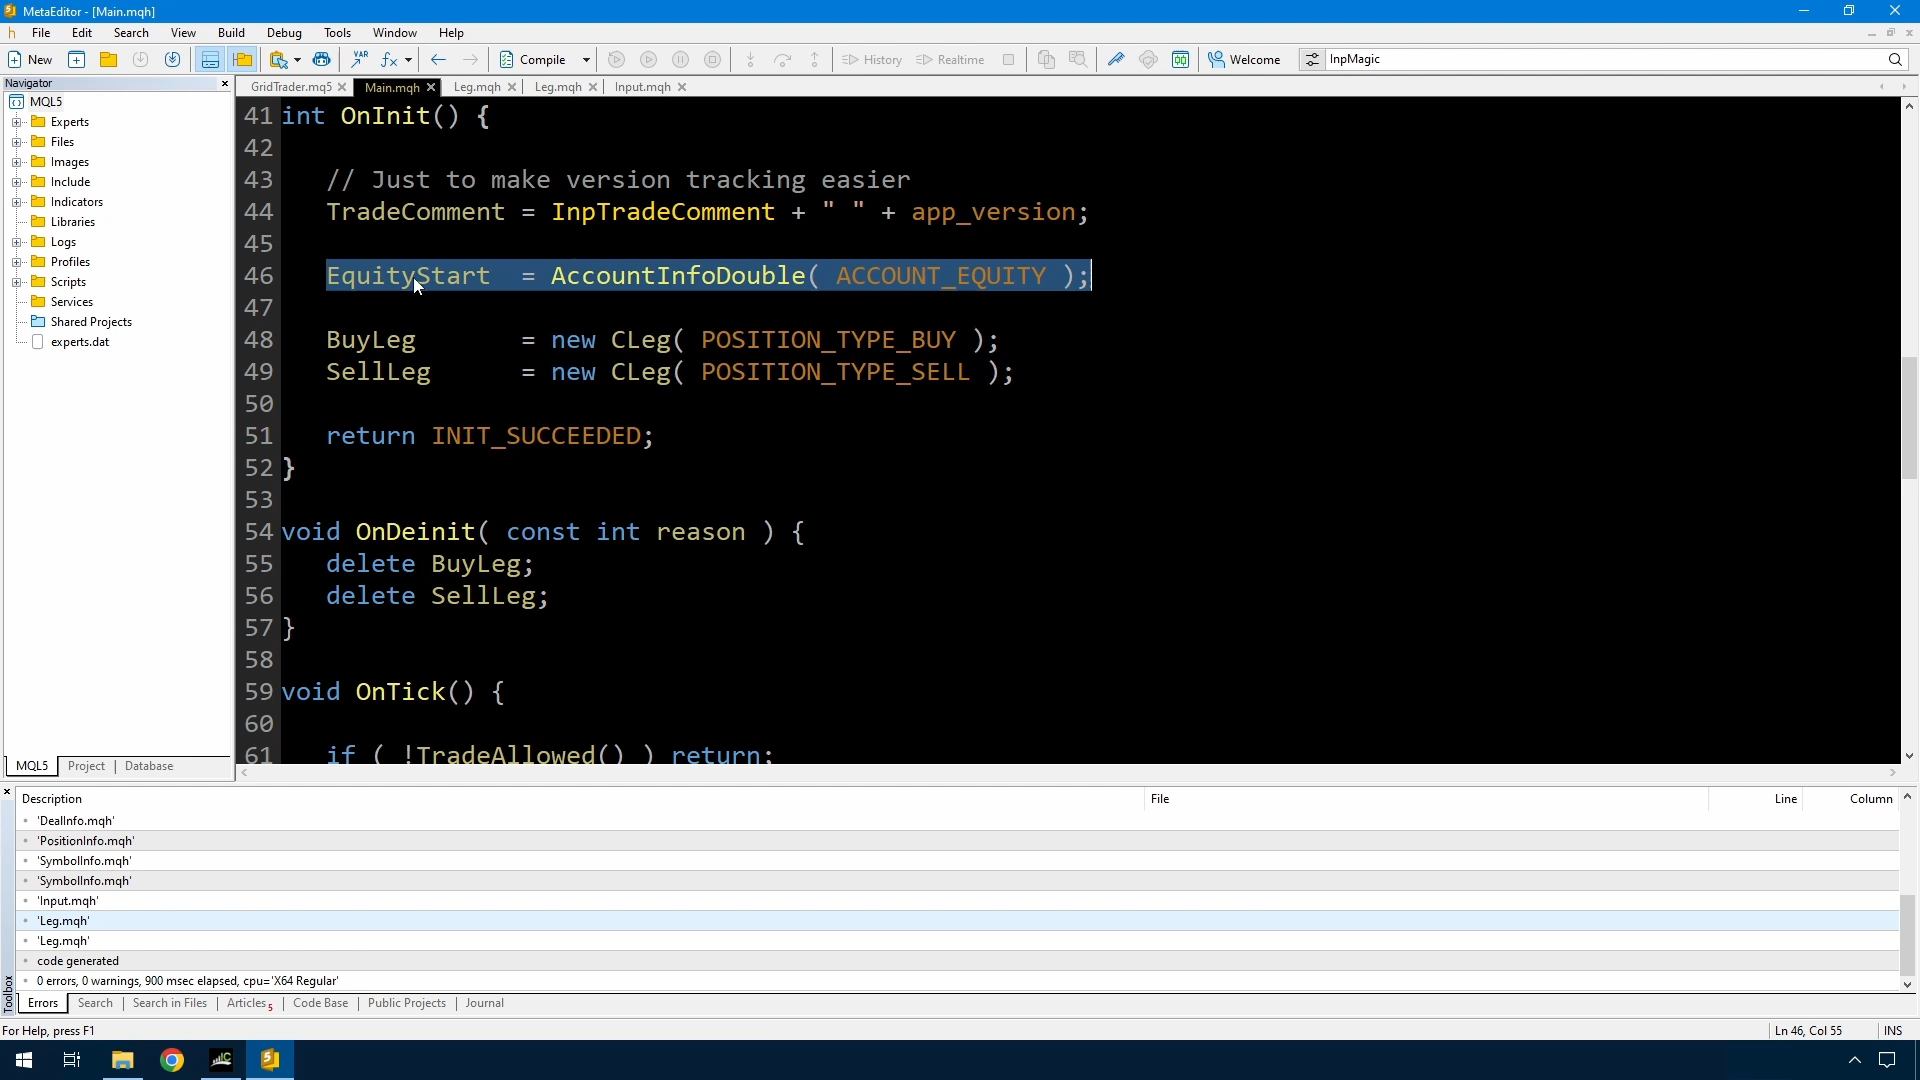 MetaEditor - [Main.mqh]
File Edit Search View Build Debug Tools Window Help
New Compile History Realtime Welcome InpMagic
Navigator
GridTrader.mq5 Main.mqh Leg.mqh Leg.mqh Input.mqh
MQL5
Experts
Files
Images
Include
Indicators
Libraries
Logs
Profiles
Scripts
Services
Shared Projects
experts.dat
MQL5 Project Database
41 int OnInit() {
42
43 // Just to make version tracking easier
44 TradeComment = InpTradeComment + " " + app_version;
45
46 EquityStart = AccountInfoDouble( ACCOUNT_EQUITY );
47
48 BuyLeg = new CLeg( POSITION_TYPE_BUY );
49 SellLeg = new CLeg( POSITION_TYPE_SELL );
50
51 return INIT_SUCCEEDED;
52 }
53
54 void OnDeinit( const int reason ) {
55 delete BuyLeg;
56 delete SellLeg;
57 }
58
59 void OnTick() {
60
61 if ( !TradeAllowed() ) return;
Description File Line Column
'DealInfo.mqh'
'PositionInfo.mqh'
'SymbolInfo.mqh'
'SymbolInfo.mqh'
'Input.mqh'
'Leg.mqh'
'Leg.mqh'
code generated
0 errors, 0 warnings, 900 msec elapsed, cpu='X64 Regular'
Toolbox
Errors Search Search in Files Articles 5 Code Base Public Projects Journal
For Help, press F1 Ln 46, Col 55 INS